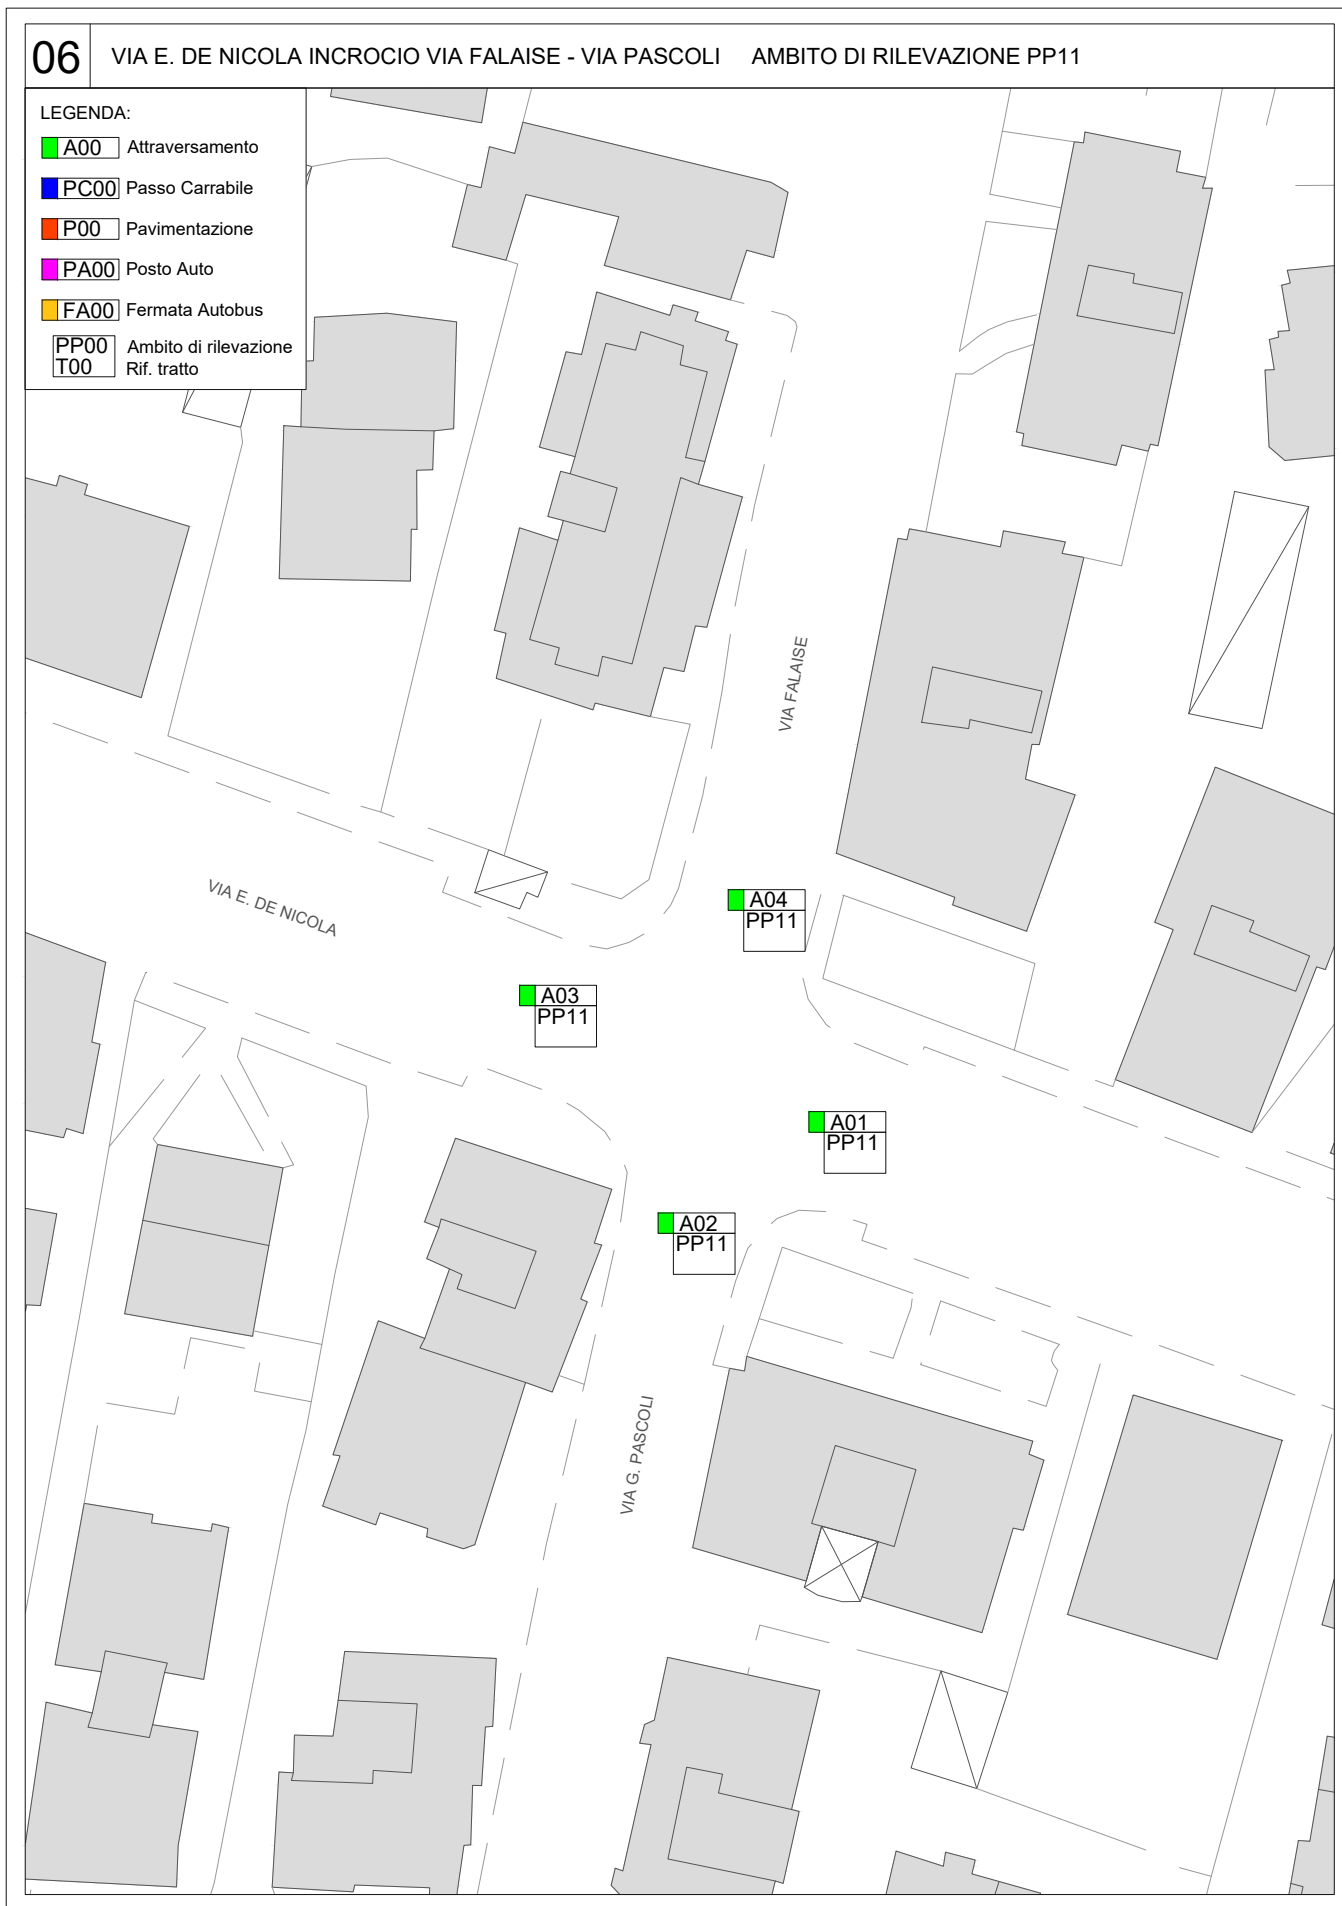 06 VIA E. DE NICOLA INCROCIO VIA FALAISE - VIA PASCOLI AMBITO DI RILEVAZIONE PP11
LEGENDA:
A00 Attraversamento
PC00 Passo Carrabile
P00 Pavimentazione
PA00 Posto Auto
FA00 Fermata Autobus
PP00 Ambito di rilevazione
T00 Rif. tratto
VIA FALAISE
VIA E. DE NICOLA
A04
PP11
A03
PP11
A01
PP11
A02
PP11
VIA G. PASCOLI